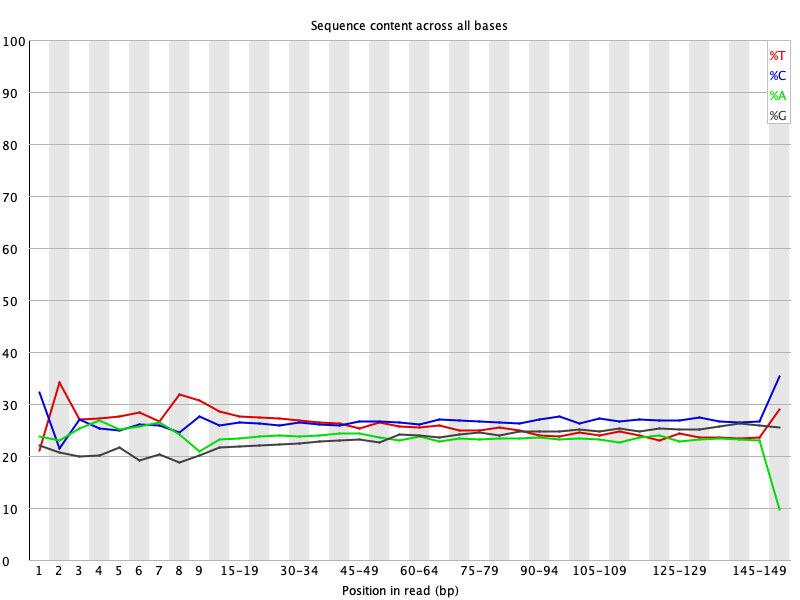 Sequence content across all bases
100
90
80
70
60
50
40
30
20
10
0
%T
%C
%A
%G
1 2 3 4 5 6 7 8 9 15-19 30-34 45-49 60-64 75-79 90-94 105-109 125-129 145-149
Position in read (bp)